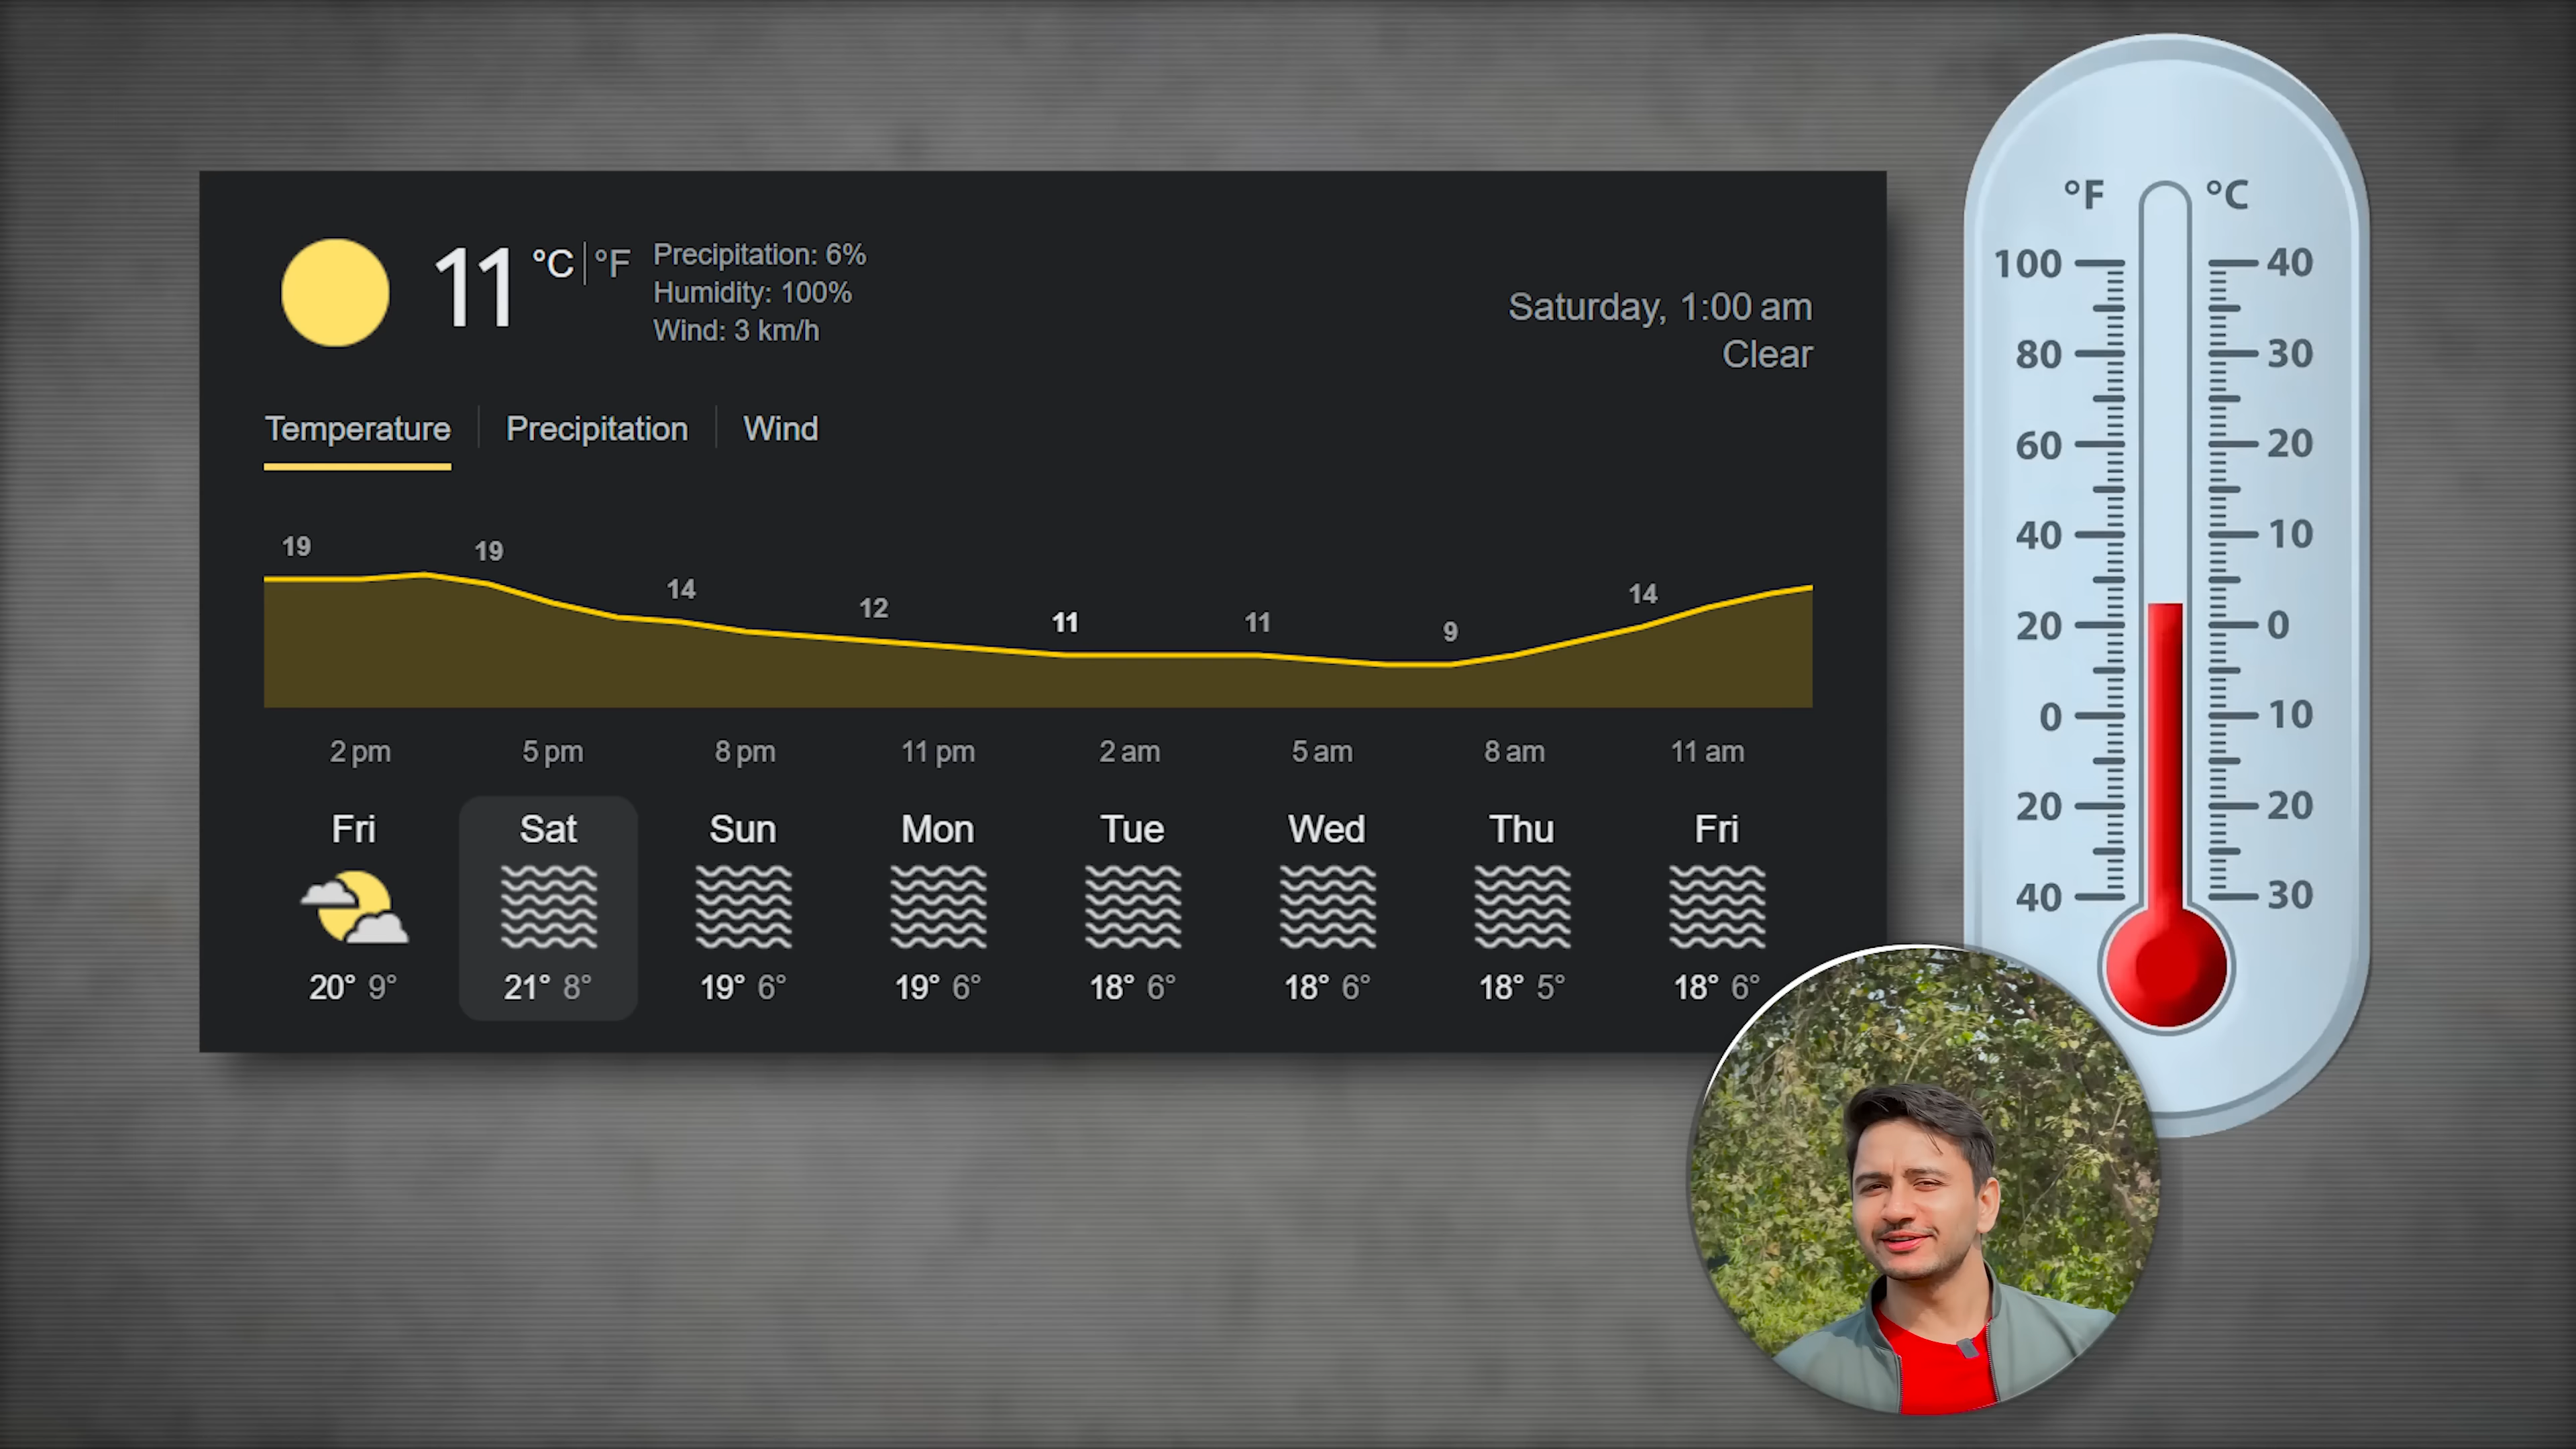 11 °C | °F
Precipitation: 6%
Humidity: 100%
Wind: 3 km/h
Saturday, 1:00 am
Clear
Temperature
Precipitation
Wind
19 19 14 12 11 11 9 14
2 pm 5 pm 8 pm 11 pm 2 am 5 am 8 am 11 am
Fri Sat Sun Mon Tue Wed Thu Fri
20° 9° 21° 8° 19° 6° 19° 6° 18° 6° 18° 6° 18° 5° 18° 6°
°F °C
100 40
80 30
60 20
40 10
20 0
0 10
20 20
40 30